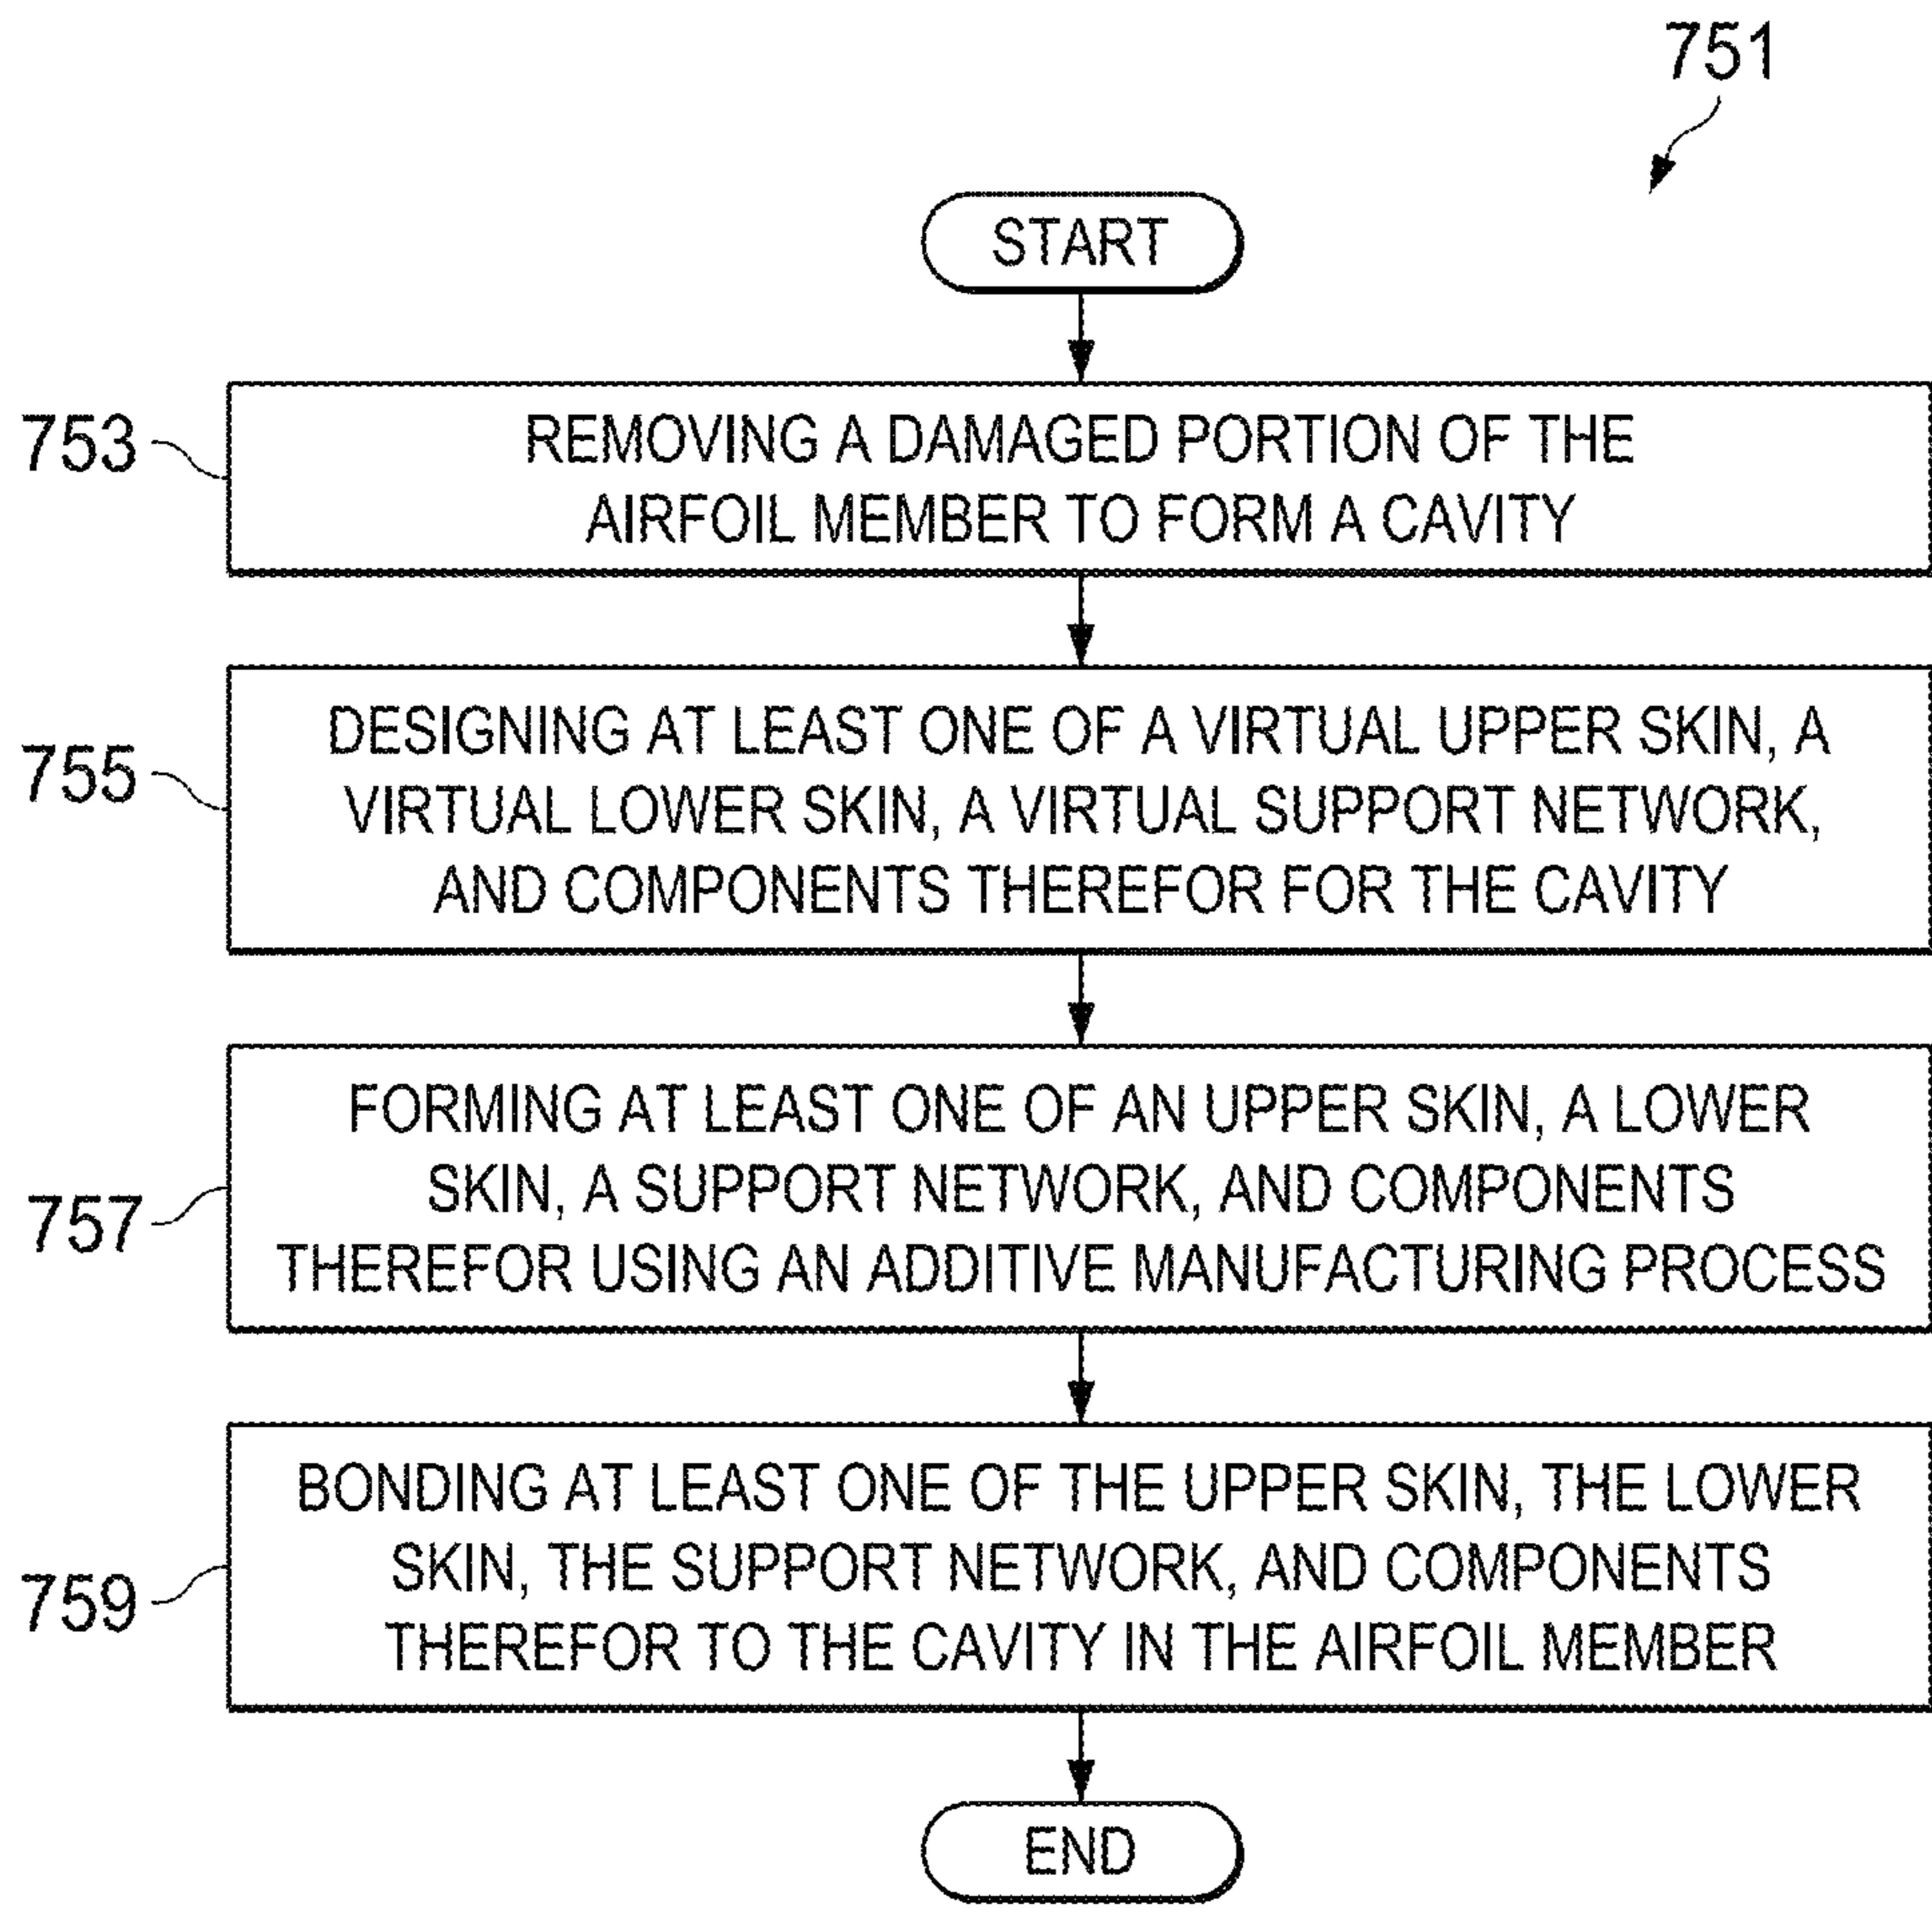 751
START
753
REMOVING A DAMAGED PORTION OF THE
AIRFOIL MEMBER TO FORM A CAVITY
755
DESIGNING AT LEAST ONE OF A VIRTUAL UPPER SKIN, A
VIRTUAL LOWER SKIN, A VIRTUAL SUPPORT NETWORK,
AND COMPONENTS THEREFOR FOR THE CAVITY
757
FORMING AT LEAST ONE OF AN UPPER SKIN, A LOWER
SKIN, A SUPPORT NETWORK, AND COMPONENTS
THEREFOR USING AN ADDITIVE MANUFACTURING PROCESS
759
BONDING AT LEAST ONE OF THE UPPER SKIN, THE LOWER
SKIN, THE SUPPORT NETWORK, AND COMPONENTS
THEREFOR TO THE CAVITY IN THE AIRFOIL MEMBER
END